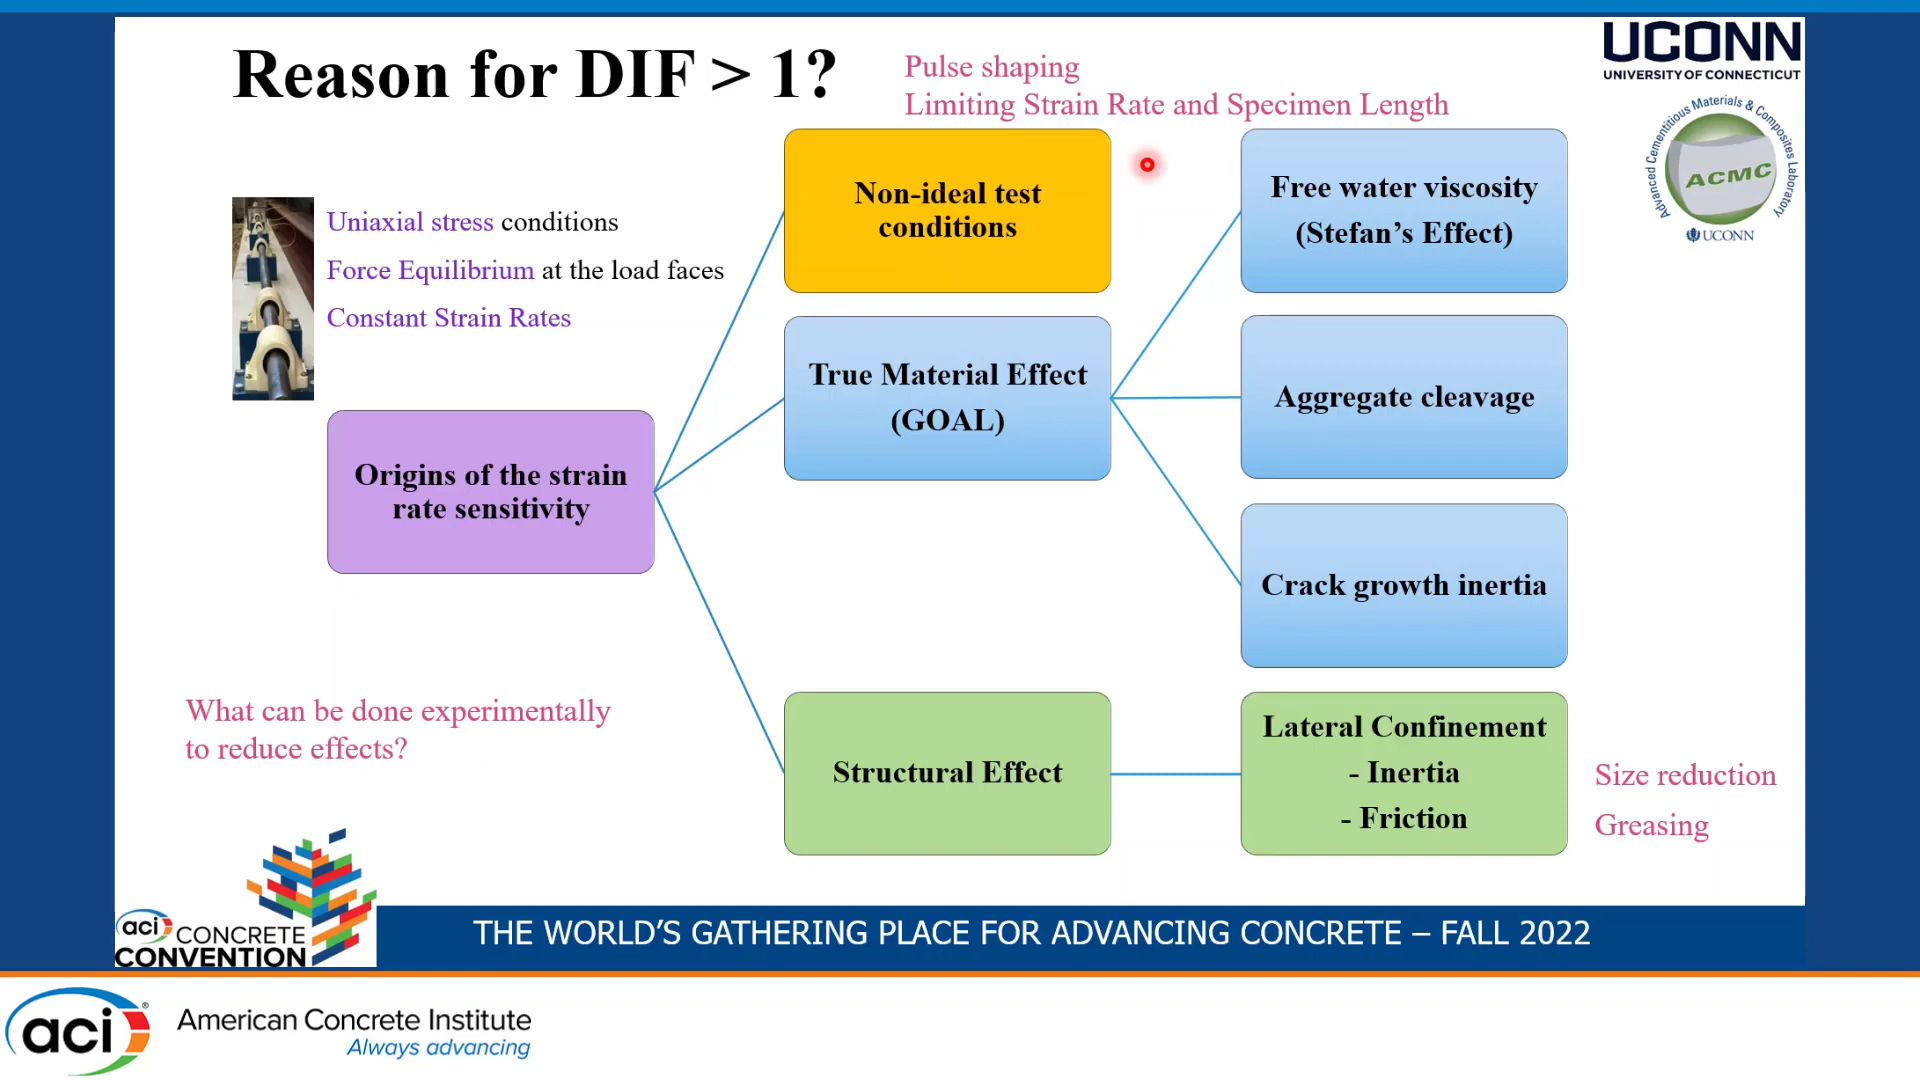 Reason for DIF > 1?
Pulse shaping
Limiting Strain Rate and Specimen Length
UCONN
UNIVERSITY OF CONNECTICUT
Advanced Cementitious Materials & Composites Laboratory
ACMC
UCONN
Uniaxial stress conditions
Force Equilibrium at the load faces
Constant Strain Rates
Non-ideal test
conditions
Free water viscosity
(Stefan’s Effect)
True Material Effect
(GOAL)
Aggregate cleavage
Origins of the strain
rate sensitivity
Crack growth inertia
What can be done experimentally
to reduce effects?
Structural Effect
Lateral Confinement
- Inertia
- Friction
Size reduction
Greasing
aci CONCRETE
CONVENTION
THE WORLD’S GATHERING PLACE FOR ADVANCING CONCRETE – FALL 2022
aci®
American Concrete Institute
Always advancing